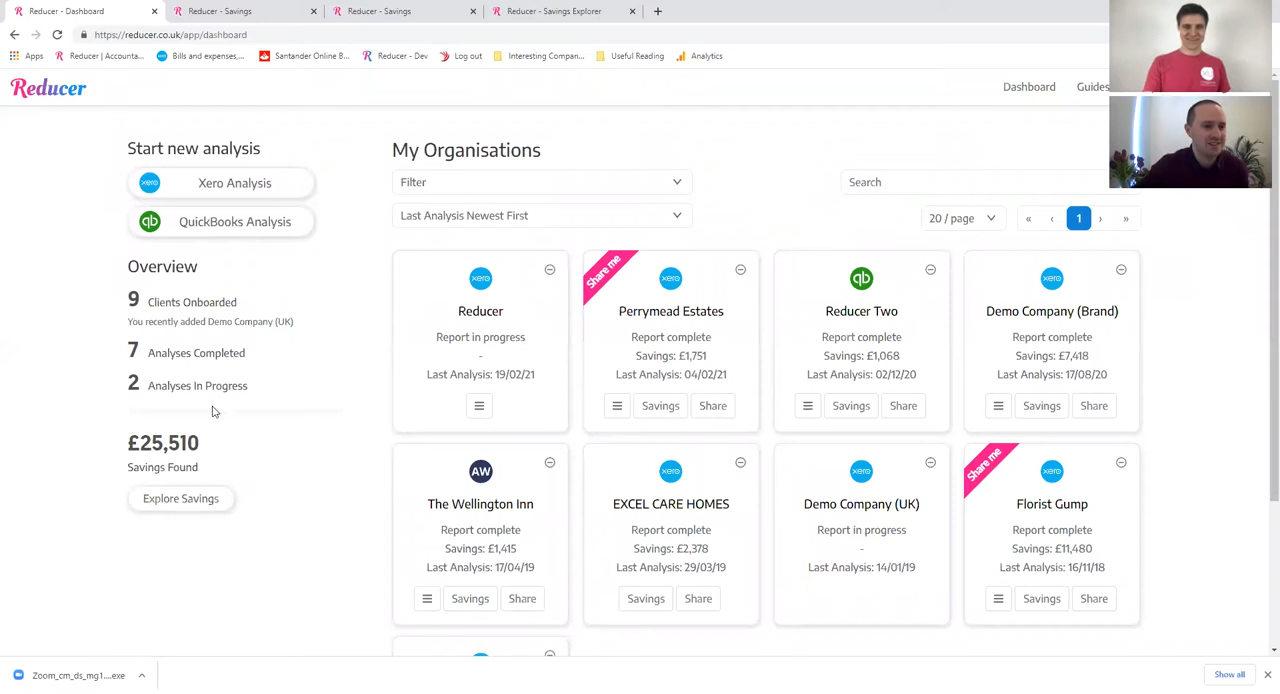 Reducer - Dashboard
Reducer - Savings
Reducer - Savings
Reducer - Savings Explorer
https://reducer.co.uk/app/dashboard
Apps
Reducer | Accounta...
Bills and expenses,...
Santander Online B...
Reducer - Dev
Log out
Interesting Compan...
Useful Reading
Analytics
Reducer
Dashboard
Guides
Start new analysis
xero Xero Analysis
qb QuickBooks Analysis
Overview
9 Clients Onboarded
You recently added Demo Company (UK)
7 Analyses Completed
2 Analyses In Progress
£25,510
Savings Found
Explore Savings
My Organisations
Filter
Search
Last Analysis Newest First
20 / page
« ‹ 1 › »
xero
Reducer
Report in progress
-
Last Analysis: 19/02/21
Share me
xero
Perrymead Estates
Report complete
Savings: £1,751
Last Analysis: 04/02/21
Savings Share
qb
Reducer Two
Report complete
Savings: £1,068
Last Analysis: 02/12/20
Savings Share
xero
Demo Company (Brand)
Report complete
Savings: £7,418
Last Analysis: 17/08/20
Savings Share
AW
The Wellington Inn
Report complete
Savings: £1,415
Last Analysis: 17/04/19
Savings Share
xero
EXCEL CARE HOMES
Report complete
Savings: £2,378
Last Analysis: 29/03/19
Savings Share
xero
Demo Company (UK)
Report in progress
-
Last Analysis: 14/01/19
Share me
xero
Florist Gump
Report complete
Savings: £11,480
Last Analysis: 16/11/18
Savings Share
Zoom_cm_ds_mg1....exe
Show all